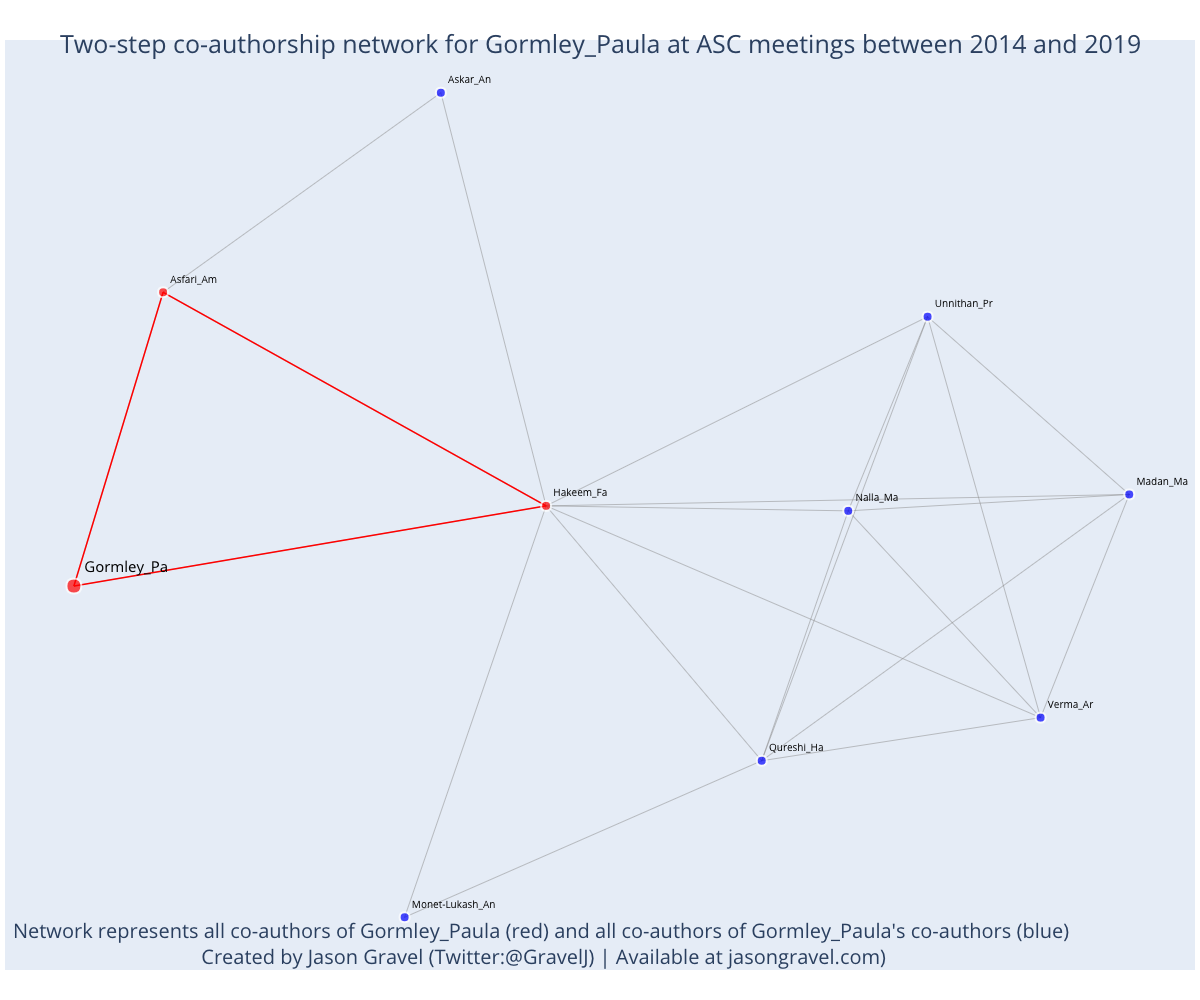 Two-step co-authorship network for Gormley_Paula at ASC meetings between 2014 and 2019
Askar_An
Asfari_Am
Unnithan_Pr
Madan_Ma
Hakeem_Fa
Nalla_Ma
Gormley_Pa
Verma_Ar
Qureshi_Ha
Monet-Lukash_An
Network represents all co-authors of Gormley_Paula (red) and all co-authors of Gormley_Paula's co-authors (blue)
Created by Jason Gravel (Twitter:@GravelJ) | Available at jasongravel.com)